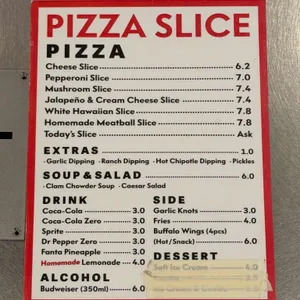 PIZZA SLICE
PIZZA
Cheese Slice 6.2
Pepperoni Slice 7.0
Mushroom Slice 7.4
Jalapeño & Cream Cheese Slice 7.4
White Hawaiian Slice 7.8
Homemade Meatball Slice 7.8
Today's Slice Ask
EXTRAS 1.0
-Garlic Dipping -Ranch Dipping -Hot Chipotle Dipping -Pickles
SOUP & SALAD 6.0
-Clam Chowder Soup -Caesar Salad
DRINK
Coca-Cola 3.0
Coca-Cola Zero 3.0
Sprite 3.0
Dr Pepper Zero 3.0
Fanta Pineapple 3.0
Homemade Lemonade 4.0
ALCOHOL
Budweiser (350ml) 6.0
SIDE
Garlic Knots 3.0
Fries 4.0
Buffalo Wings (4pcs)
(Hot/Snack) 6.0
DESSERT
Soft Ice Cream 4.0